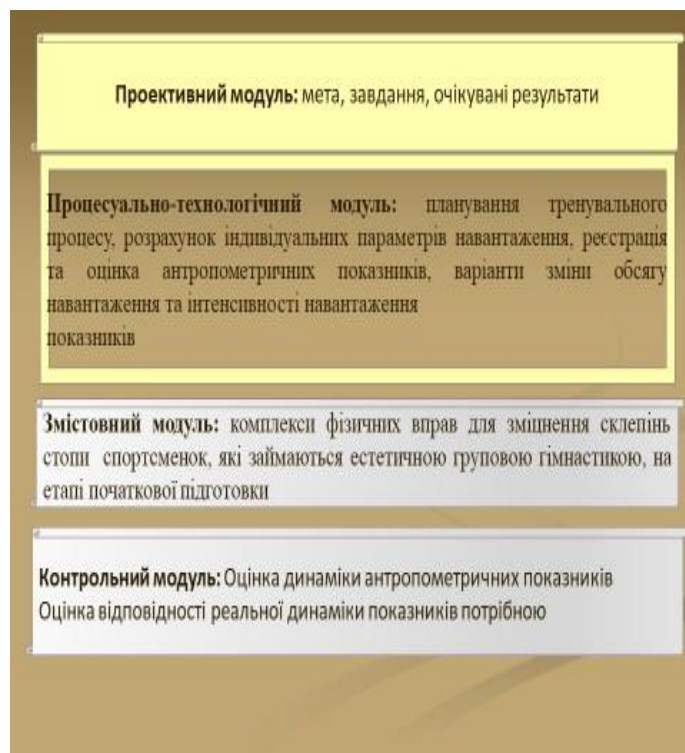 Проективний модуль: мета, завдання, очікувані результати
Процесуально-технологічний модуль: планування тренувального
процесу, розрахунок індивідуальних параметрів навантаження, реєстрація
та оцінка антропометричних показників, варіанти зміни обсягу
навантаження та інтенсивності навантаження
показників
Змістовний модуль: комплекси фізичних вправ для зміцнення склепінь
стопи спортсменок, які займаються естетичною груповою гімнастикою, на
етапі початкової підготовки
Контрольний модуль: Оцінка динаміки антропометричних показників
Оцінка відповідності реальної динаміки показників потрібною